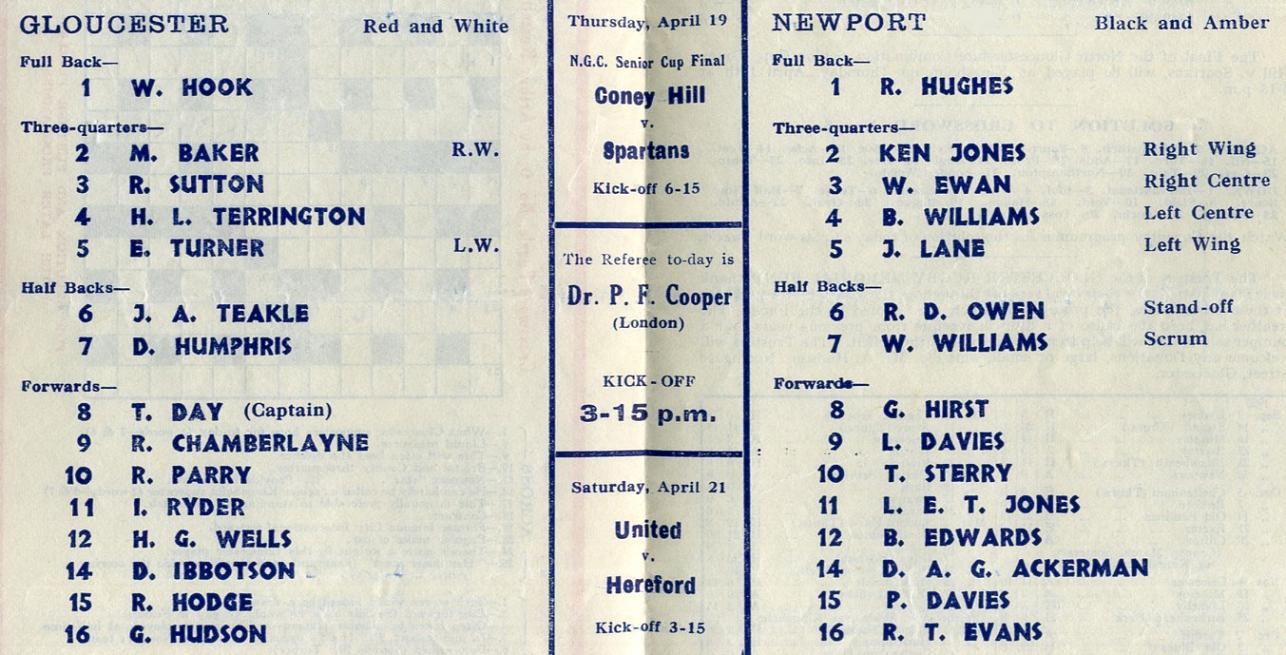 GLOUCESTER Red and White
Full Back—
1 W. HOOK
Three-quarters—
2 M. BAKER R.W.
3 R. SUTTON
4 H. L. TERRINGTON
5 E. TURNER L.W.
Half Backs—
6 J. A. TEAKLE
7 D. HUMPHRIS
Forwards—
8 T. DAY (Captain)
9 R. CHAMBERLAYNE
10 R. PARRY
11 I. RYDER
12 H. G. WELLS
14 D. IBBOTSON
15 R. HODGE
16 G. HUDSON
Thursday, April 19
N.G.C. Senior Cup Final
Coney Hill
v.
Spartans
Kick-off 6-15
The Referee to-day is
Dr. P. F. Cooper
(London)
KICK-OFF
3-15 p.m.
Saturday, April 21
United
v.
Hereford
Kick-off 3-15
NEWPORT Black and Amber
Full Back—
1 R. HUGHES
Three-quarters—
2 KEN JONES Right Wing
3 W. EWAN Right Centre
4 B. WILLIAMS Left Centre
5 J. LANE Left Wing
Half Backs—
6 R. D. OWEN Stand-off
7 W. WILLIAMS Scrum
Forwards—
8 G. HIRST
9 L. DAVIES
10 T. STERRY
11 L. E. T. JONES
12 B. EDWARDS
14 D. A. G. ACKERMAN
15 P. DAVIES
16 R. T. EVANS